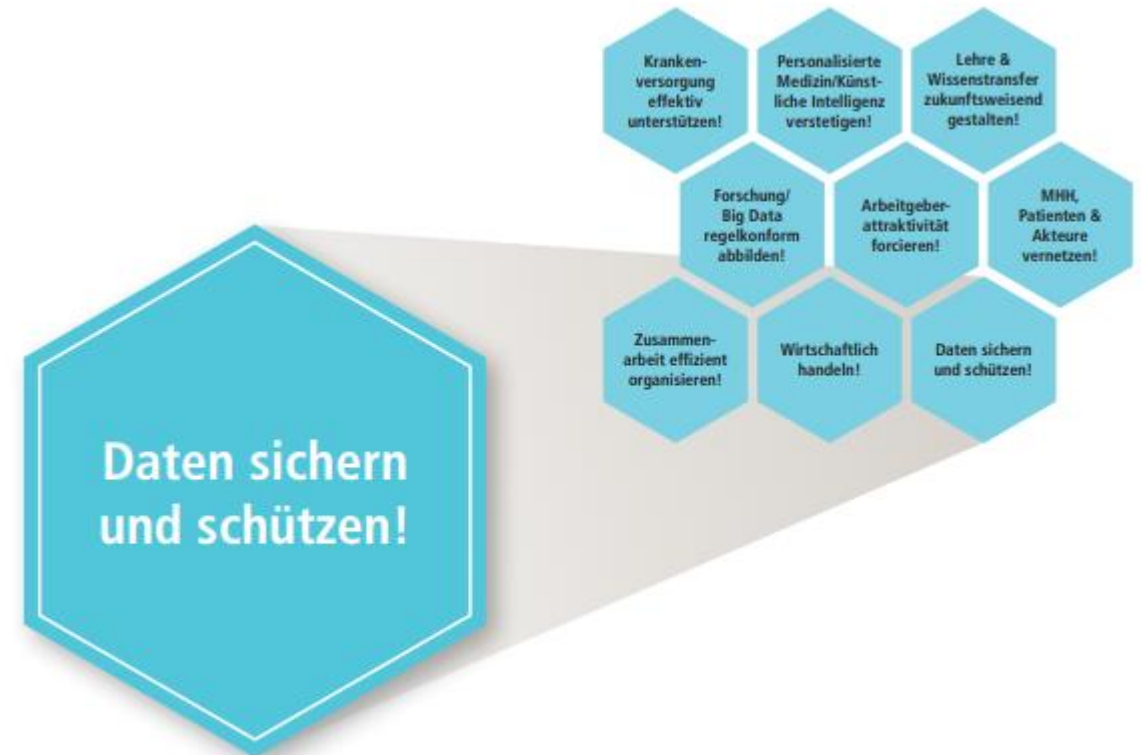 Kranken-
versorgung
effektiv
unterstützen!
Personalisierte
Medizin/Künst-
liche Intelligenz
verstetigen!
Lehre &
Wissenstransfer
zukunftsweisend
gestalten!
Forschung/
Big Data
regelkonform
abbilden!
Arbeitgeber-
attraktivität
forcieren!
MHH,
Patienten &
Akteure
vernetzen!
Zusammen-
arbeit effizient
organisieren!
Wirtschaftlich
handeln!
Daten sichern
und schützen!
Daten sichern
und schützen!